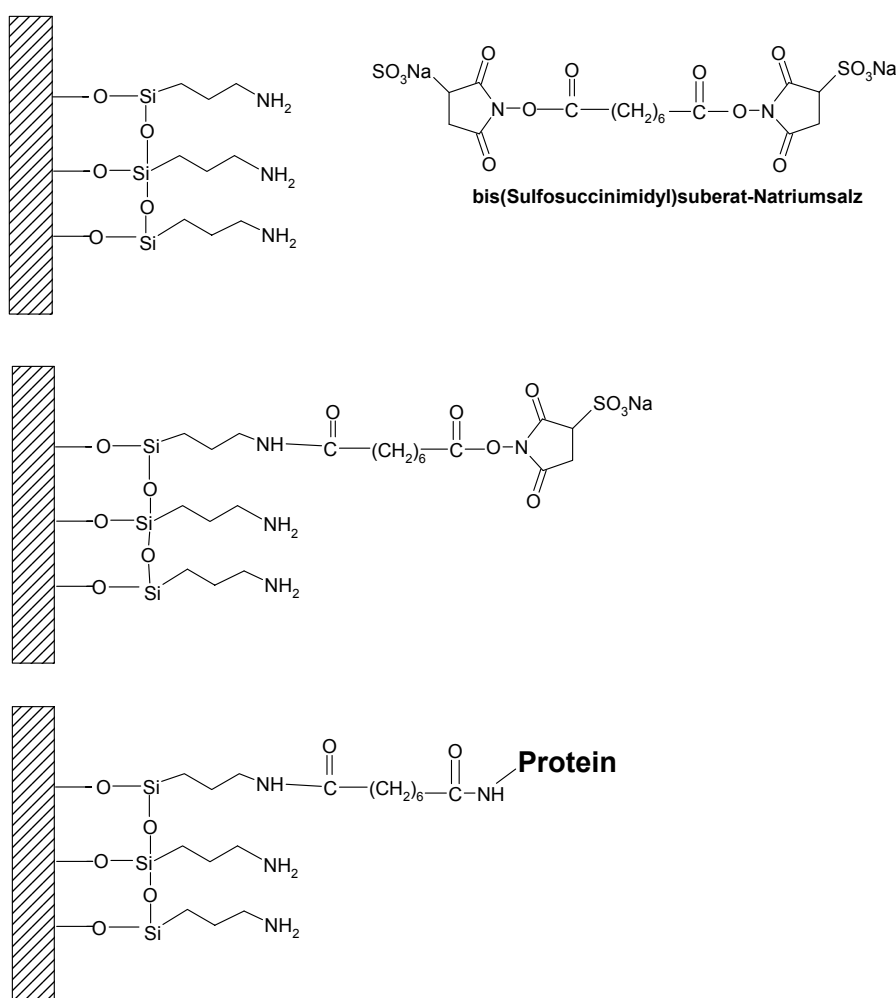 O Si NH2
O
O Si NH2
O
O Si NH2
SO3Na O O O O SO3Na
N O C (CH2)6 C O N
O O
bis(Sulfosuccinimidyl)suberat-Natriumsalz
O O O SO3Na
O Si NH C (CH2)6 C O N
O O
O Si NH2
O
O Si NH2
O O Protein
O Si NH C (CH2)6 C NH
O
O Si NH2
O
O Si NH2